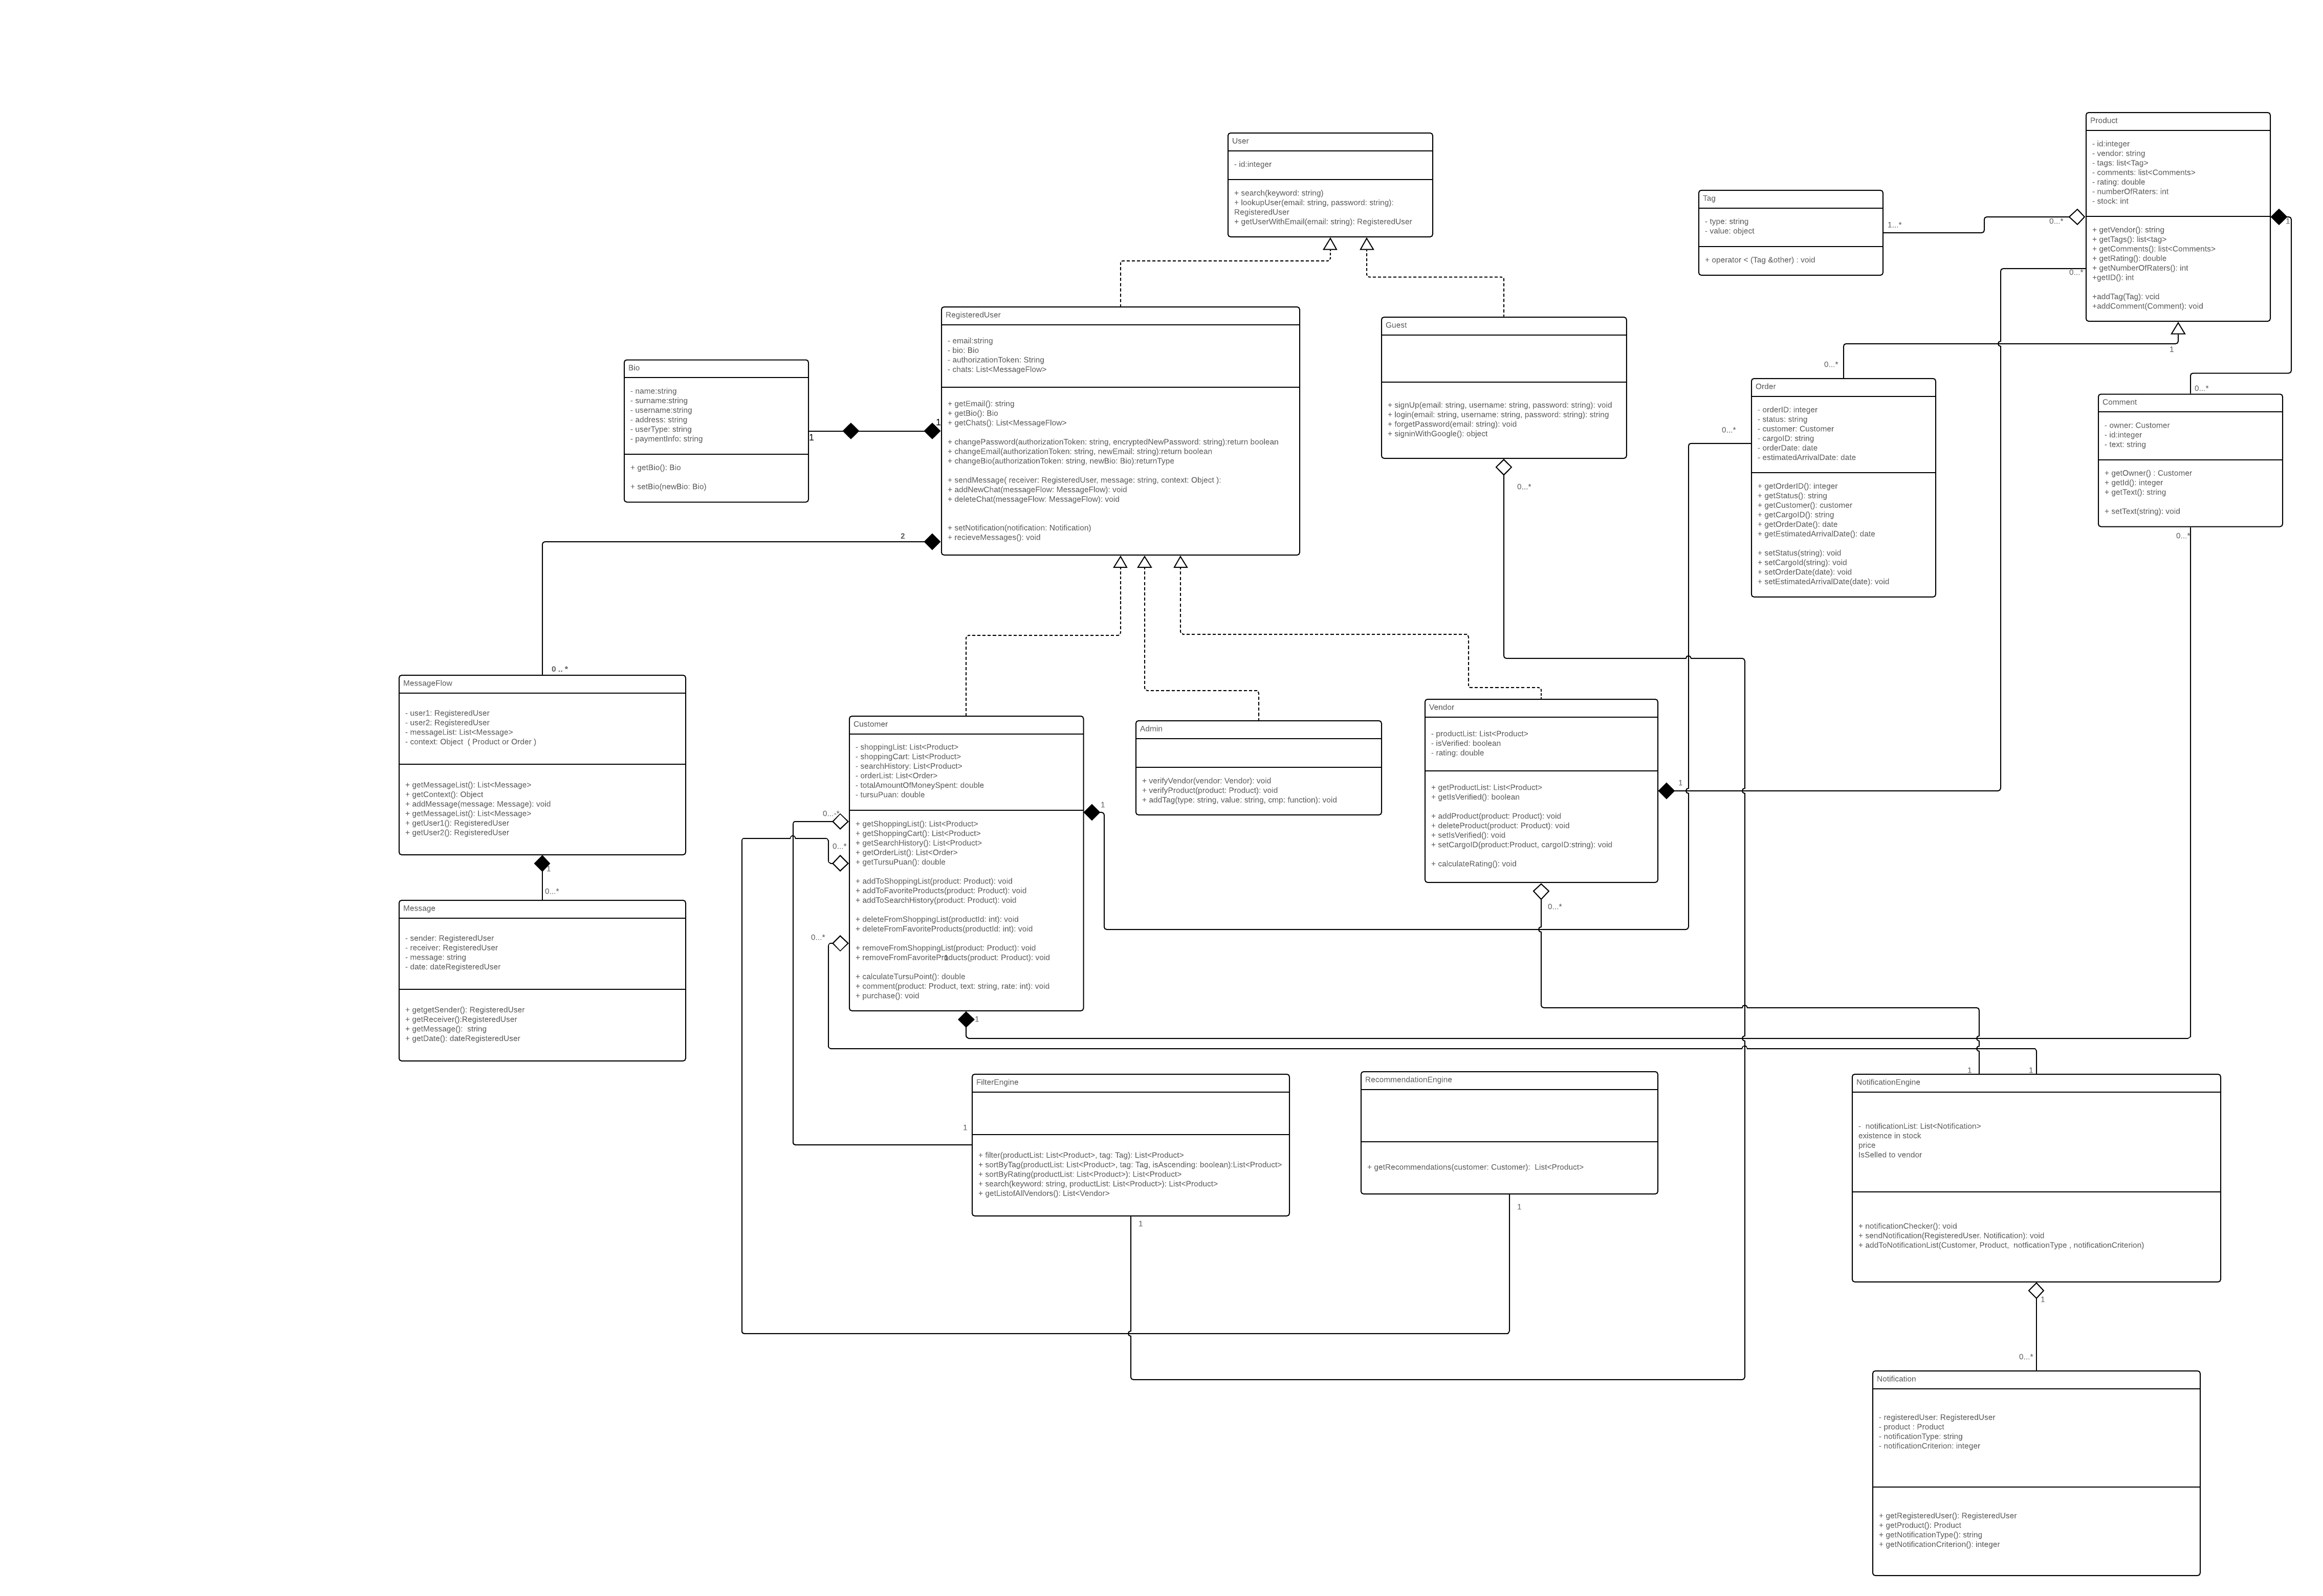 User
- id:integer
+ search(keyword: string)
+ lookupUser(email: string, password: string):
RegisteredUser
+ getUserWithEmail(email: string): RegisteredUser
Product
- id:integer
- vendor: string
- tags: list<Tag>
- comments: list<Comments>
- rating: double
- numberOfRaters: int
- stock: int
+ getVendor(): string
+ getTags(): list<tag>
+ getComments(): list<Comments>
+ getRating(): double
+ getNumberOfRaters(): int
+getID(): int
+addTag(Tag): vcid
+addComment(Comment): void
1
0...*
0...*
1
Tag
- type: string
- value: object
+ operator < (Tag &other) : void
1...*
RegisteredUser
- email:string
- bio: Bio
- authorizationToken: String
- chats: List<MessageFlow>
+ getEmail(): string
+ getBio(): Bio
+ getChats(): List<MessageFlow>
+ changePassword(authorizationToken: string, encryptedNewPassword: string):return boolean
+ changeEmail(authorizationToken: string, newEmail: string):return boolean
+ changeBio(authorizationToken: string, newBio: Bio):returnType
+ sendMessage( receiver: RegisteredUser, message: string, context: Object ):
+ addNewChat(messageFlow: MessageFlow): void
+ deleteChat(messageFlow: MessageFlow): void
+ setNotification(notification: Notification)
+ recieveMessages(): void
1
2
Guest
+ signUp(email: string, username: string, password: string): void
+ login(email: string, username: string, password: string): string
+ forgetPassword(email: string): void
+ signinWithGoogle(): object
0...*
Bio
- name:string
- surname:string
- username:string
- address: string
- userType: string
- paymentInfo: string
+ getBio(): Bio
+ setBio(newBio: Bio)
1
Order
- orderID: integer
- status: string
- customer: Customer
- cargoID: string
- orderDate: date
- estimatedArrivalDate: date
+ getOrderID(): integer
+ getStatus(): string
+ getCustomer(): customer
+ getCargoID(): string
+ getOrderDate(): date
+ getEstimatedArrivalDate(): date
+ setStatus(string): void
+ setCargoId(string): void
+ setOrderDate(date): void
+ setEstimatedArrivalDate(date): void
0...*
0...*
Comment
- owner: Customer
- id:integer
- text: string
+ getOwner() : Customer
+ getId(): integer
+ getText(): string
+ setText(string): void
0...*
0...*
MessageFlow
- user1: RegisteredUser
- user2: RegisteredUser
- messageList: List<Message>
- context: Object  ( Product or Order )
+ getMessageList(): List<Message>
+ getContext(): Object
+ addMessage(message: Message): void
+ getMessageList(): List<Message>
+ getUser1(): RegisteredUser
+ getUser2(): RegisteredUser
0 .. *
1
Message
- sender: RegisteredUser
- receiver: RegisteredUser
- message: string
- date: dateRegisteredUser
+ getgetSender(): RegisteredUser
+ getReceiver():RegisteredUser
+ getMessage():  string
+ getDate(): dateRegisteredUser
0...*
Customer
- shoppingList: List<Product>
- shoppingCart: List<Product>
- searchHistory: List<Product>
- orderList: List<Order>
- totalAmountOfMoneySpent: double
- tursuPuan: double
+ getShoppingList(): List<Product>
+ getShoppingCart(): List<Product>
+ getSearchHistory(): List<Product>
+ getOrderList(): List<Order>
+ getTursuPuan(): double
+ addToShoppingList(product: Product): void
+ addToFavoriteProducts(product: Product): void
+ addToSearchHistory(product: Product): void
+ deleteFromShoppingList(productId: int): void
+ deleteFromFavoriteProducts(productId: int): void
+ removeFromShoppingList(product: Product): void
+ removeFromFavoriteProducts(product: Product): void
1
+ calculateTursuPoint(): double
+ comment(product: Product, text: string, rate: int): void
+ purchase(): void
0...*
0...*
0...*
1
1
Admin
+ verifyVendor(vendor: Vendor): void
+ verifyProduct(product: Product): void
+ addTag(type: string, value: string, cmp: function): void
Vendor
- productList: List<Product>
- isVerified: boolean
- rating: double
+ getProductList: List<Product>
+ getIsVerified(): boolean
+ addProduct(product: Product): void
+ deleteProduct(product: Product): void
+ setIsVerified(): void
+ setCargoID(product:Product, cargoID:string): void
+ calculateRating(): void
1
0...*
FilterEngine
+ filter(productList: List<Product>, tag: Tag): List<Product>
+ sortByTag(productList: List<Product>, tag: Tag, isAscending: boolean):List<Product>
+ sortByRating(productList: List<Product>): List<Product>
+ search(keyword: string, productList: List<Product>): List<Product>
+ getListofAllVendors(): List<Vendor>
1
1
RecommendationEngine
+ getRecommendations(customer: Customer):  List<Product>
1
NotificationEngine
-  notificationList: List<Notification>
existence in stock
price
IsSelled to vendor
+ notificationChecker(): void
+ sendNotification(RegisteredUser. Notification): void
+ addToNotificationList(Customer, Product,  notficationType , notificationCriterion)
1
1
1
Notification
- registeredUser: RegisteredUser
- product : Product
- notificationType: string
- notificationCriterion: integer
+ getRegisteredUser(): RegisteredUser
+ getProduct(): Product
+ getNotificationType(): string
+ getNotificationCriterion(): integer
0...*